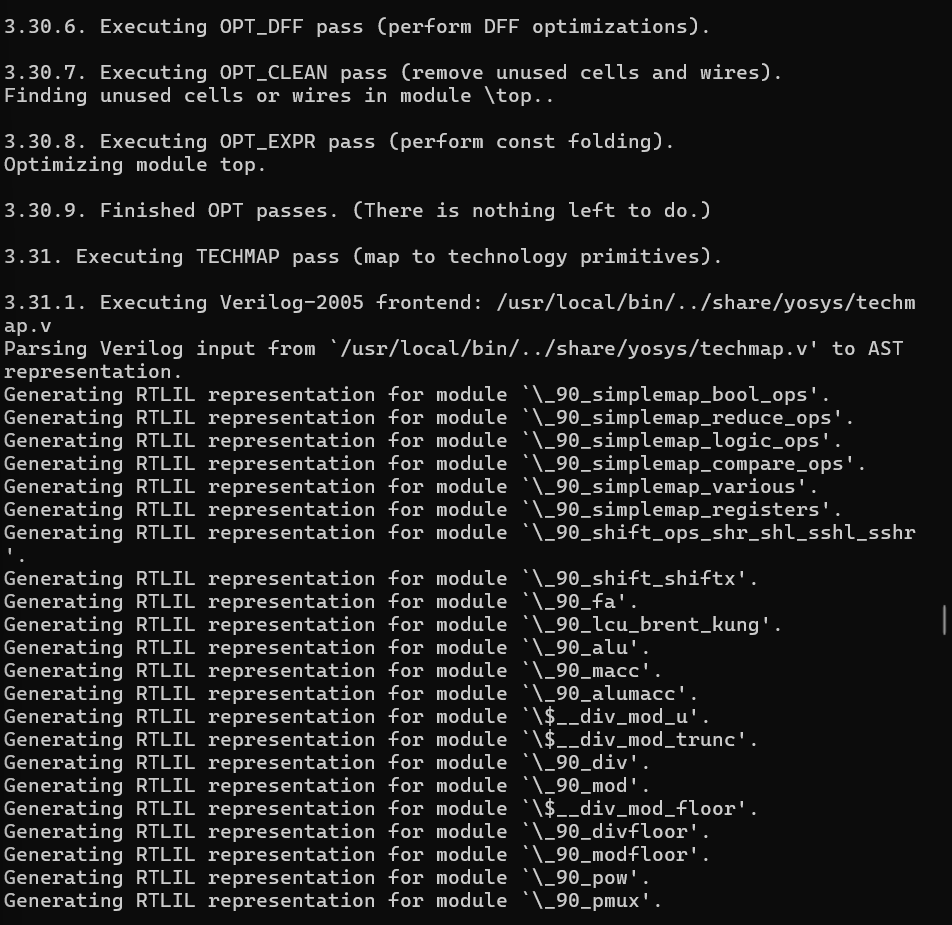 3.30.6. Executing OPT_DFF pass (perform DFF optimizations).
3.30.7. Executing OPT_CLEAN pass (remove unused cells and wires).
Finding unused cells or wires in module \top..
3.30.8. Executing OPT_EXPR pass (perform const folding).
Optimizing module top.
3.30.9. Finished OPT passes. (There is nothing left to do.)
3.31. Executing TECHMAP pass (map to technology primitives).
3.31.1. Executing Verilog-2005 frontend: /usr/local/bin/../share/yosys/techm
ap.v
Parsing Verilog input from `/usr/local/bin/../share/yosys/techmap.v' to AST
representation.
Generating RTLIL representation for module `\_90_simplemap_bool_ops'.
Generating RTLIL representation for module `\_90_simplemap_reduce_ops'.
Generating RTLIL representation for module `\_90_simplemap_logic_ops'.
Generating RTLIL representation for module `\_90_simplemap_compare_ops'.
Generating RTLIL representation for module `\_90_simplemap_various'.
Generating RTLIL representation for module `\_90_simplemap_registers'.
Generating RTLIL representation for module `\_90_shift_ops_shr_shl_sshl_sshr
'.
Generating RTLIL representation for module `\_90_shift_shiftx'.
Generating RTLIL representation for module `\_90_fa'.
Generating RTLIL representation for module `\_90_lcu_brent_kung'.
Generating RTLIL representation for module `\_90_alu'.
Generating RTLIL representation for module `\_90_macc'.
Generating RTLIL representation for module `\_90_alumacc'.
Generating RTLIL representation for module `\$__div_mod_u'.
Generating RTLIL representation for module `\$__div_mod_trunc'.
Generating RTLIL representation for module `\_90_div'.
Generating RTLIL representation for module `\_90_mod'.
Generating RTLIL representation for module `\$__div_mod_floor'.
Generating RTLIL representation for module `\_90_divfloor'.
Generating RTLIL representation for module `\_90_modfloor'.
Generating RTLIL representation for module `\_90_pow'.
Generating RTLIL representation for module `\_90_pmux'.